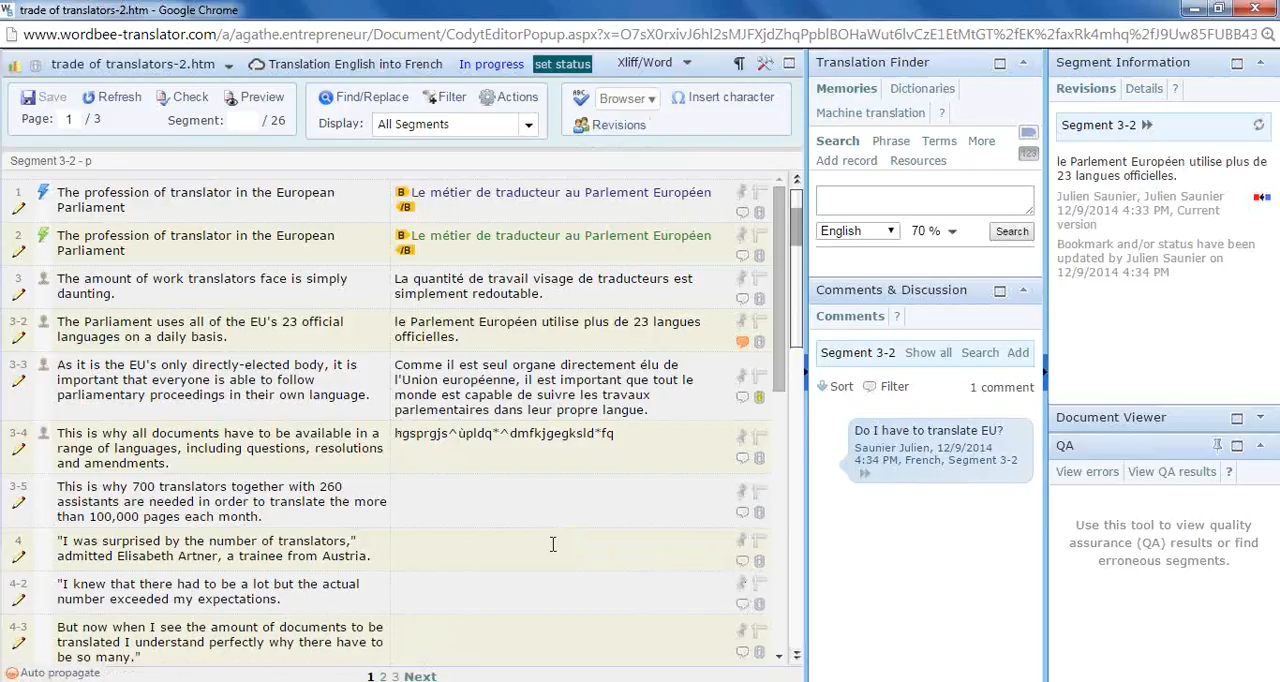 trade of translators-2.htm - Google Chrome
www.wordbee-translator.com/a/agathe.entrepreneur/Document/CodytEditorPopup.aspx?x=O7sX0rxivJ6hl2sMJFXjdZhqPpblBOHaWut6lvCzE1EtMtGT%2fEK%2faxRk4mhq%2fJ9Uw85FUBB43
trade of translators-2.htm
Translation English into French
In progress
set status
Xliff/Word
Save Refresh Check Preview
Page: 1 / 3 Segment: / 26
Find/Replace Filter Actions
Display: All Segments
ABC Browser Insert character
Revisions
Segment 3-2 - p
1
The profession of translator in the European
Parliament
B Le métier de traducteur au Parlement Européen
/B
2
The profession of translator in the European
Parliament
B Le métier de traducteur au Parlement Européen
/B
3
The amount of work translators face is simply
daunting.
La quantité de travail visage de traducteurs est
simplement redoutable.
3-2
The Parliament uses all of the EU's 23 official
languages on a daily basis.
le Parlement Européen utilise plus de 23 langues
officielles.
3-3
As it is the EU's only directly-elected body, it is
important that everyone is able to follow
parliamentary proceedings in their own language.
Comme il est seul organe directement élu de
l'Union européenne, il est important que tout le
monde est capable de suivre les travaux
parlementaires dans leur propre langue.
3-4
This is why all documents have to be available in a
range of languages, including questions, resolutions
and amendments.
hgsprgjs^ùpldq*^dmfkjgegksld*fq
3-5
This is why 700 translators together with 260
assistants are needed in order to translate the more
than 100,000 pages each month.
4
"I was surprised by the number of translators,"
admitted Elisabeth Artner, a trainee from Austria.
4-2
"I knew that there had to be a lot but the actual
number exceeded my expectations.
4-3
But now when I see the amount of documents to be
translated I understand perfectly why there have to
be so many."
Auto propagate
1 2 3 Next
Translation Finder
Memories Dictionaries
Machine translation ?
Search Phrase Terms More
Add record Resources
123
English 70 % Search
Comments & Discussion
Comments ?
Segment 3-2 Show all Search Add
Sort Filter 1 comment
Do I have to translate EU?
Saunier Julien, 12/9/2014
4:34 PM, French, Segment 3-2
Segment Information
Revisions Details ?
Segment 3-2
le Parlement Européen utilise plus de
23 langues officielles.
Julien Saunier, Julien Saunier
12/9/2014 4:33 PM, Current
version
Bookmark and/or status have been
updated by Julien Saunier on
12/9/2014 4:34 PM
Document Viewer
QA
View errors View QA results ?
Use this tool to view quality
assurance (QA) results or find
erroneous segments.